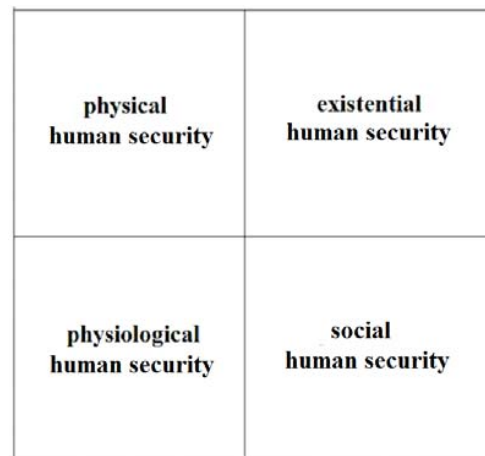 physical
human security
existential
human security
physiological
human security
social
human security